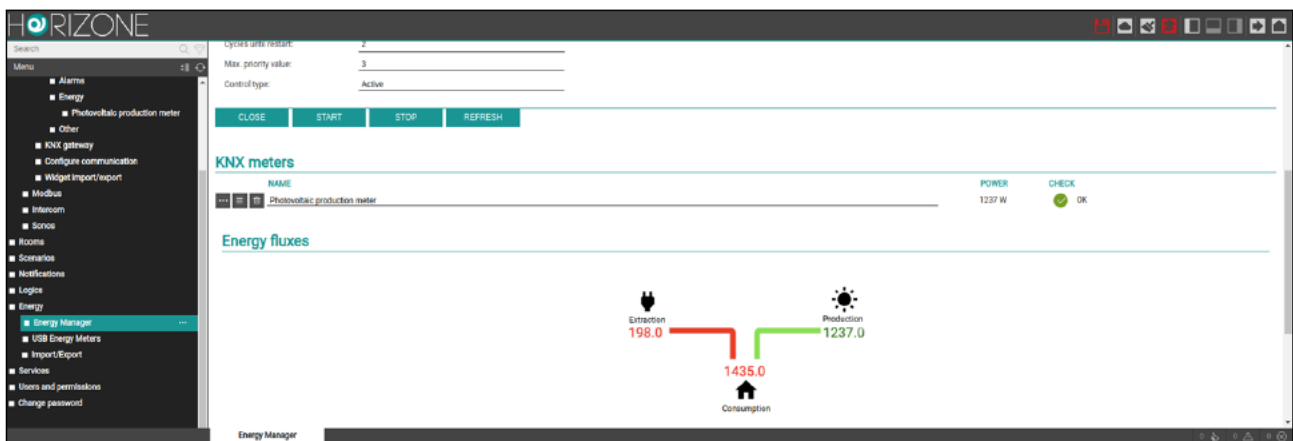 HORIZONE
Search
Menu
Alarms
Energy
Photovoltaic production meter
Other
KNX gateway
Configure communication
Widget import/export
Modbus
Intercom
Sonos
Rooms
Scenarios
Notifications
Logics
Energy
Energy Manager
USB Energy Meters
Import/Export
Services
Users and permissions
Change password
Cycles until restart: 2
Max. priority value: 3
Control type: Active
CLOSE START STOP REFRESH
KNX meters
NAME POWER CHECK
Photovoltaic production meter 1237 W OK
Energy fluxes
Extraction
198.0
Production
1237.0
1435.0
Consumption
Energy Manager
0 0 0